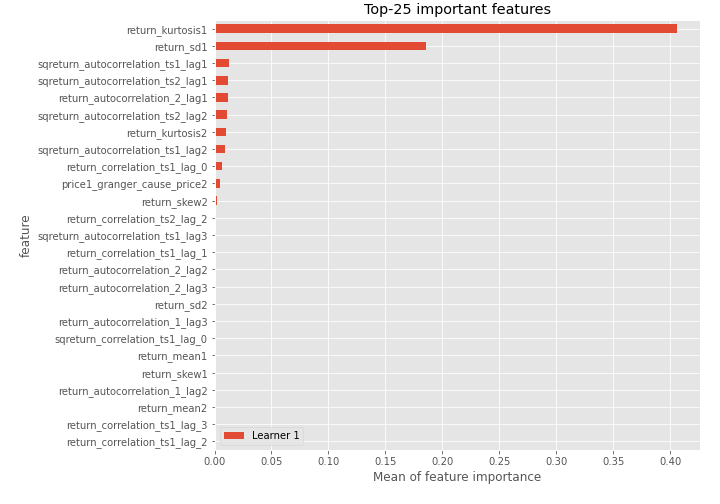 Top-25 important features
return_kurtosis1
return_sd1
sqreturn_autocorrelation_ts1_lag1
sqreturn_autocorrelation_ts2_lag1
return_autocorrelation_2_lag1
sqreturn_autocorrelation_ts2_lag2
return_kurtosis2
sqreturn_autocorrelation_ts1_lag2
return_correlation_ts1_lag_0
price1_granger_cause_price2
return_skew2
return_correlation_ts2_lag_2
sqreturn_autocorrelation_ts1_lag3
return_correlation_ts1_lag_1
return_autocorrelation_2_lag2
return_autocorrelation_2_lag3
return_sd2
return_autocorrelation_1_lag3
sqreturn_correlation_ts1_lag_0
return_mean1
return_skew1
return_autocorrelation_1_lag2
return_mean2
return_correlation_ts1_lag_3
return_correlation_ts1_lag_2
feature
Learner 1
0.00 0.05 0.10 0.15 0.20 0.25 0.30 0.35 0.40
Mean of feature importance